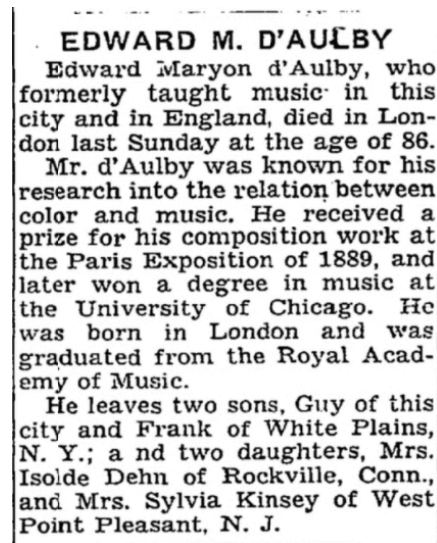 EDWARD M. D'AULBY
Edward Maryon d'Aulby, who
formerly taught music in this
city and in England, died in Lon-
don last Sunday at the age of 86.
Mr. d'Aulby was known for his
research into the relation between
color and music. He received a
prize for his composition work at
the Paris Exposition of 1889, and
later won a degree in music at
the University of Chicago. He
was born in London and was
graduated from the Royal Acad-
emy of Music.
He leaves two sons, Guy of this
city and Frank of White Plains,
N. Y.; a nd two daughters, Mrs.
Isolde Dehn of Rockville, Conn.,
and Mrs. Sylvia Kinsey of West
Point Pleasant, N. J.